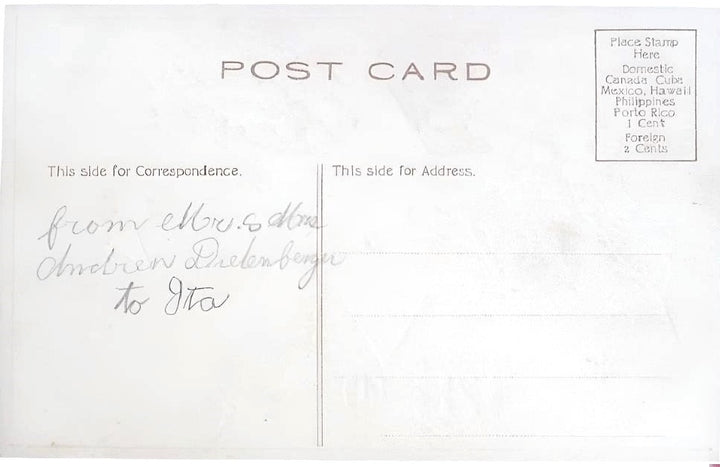 POST CARD
Place Stamp
Here
Domestic
Canada Cuba
Mexico, Hawaii
Philippines
Porto Rico
1 Cent
Foreign
2 Cents
This side for Correspondence.
This side for Address.
from Mr. & Mrs
Andrew
to Ita